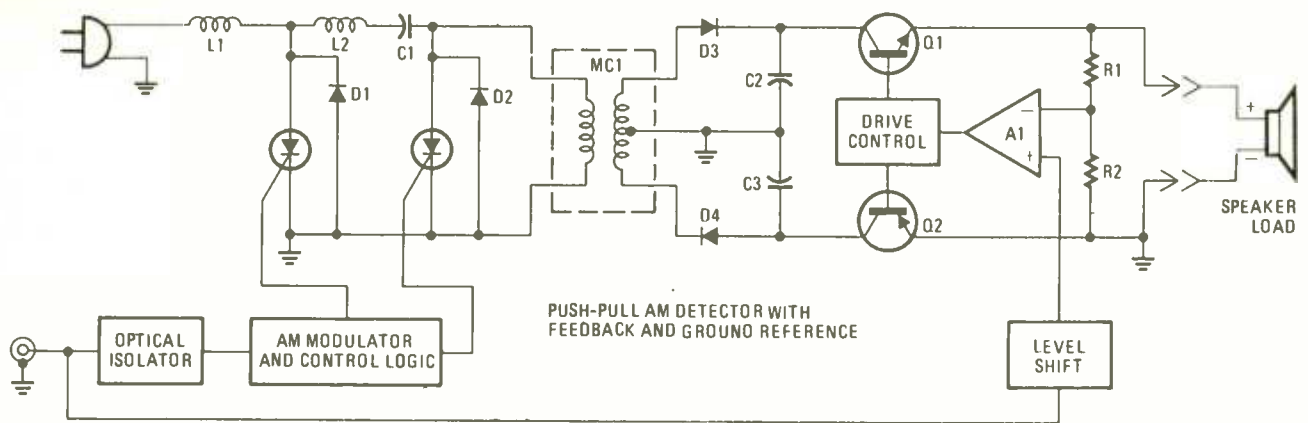 L1
L2
C1
D1
D2
MC1
D3
D4
C2
C3
Q1
Q2
DRIVE
CONTROL
A1
−
+
R1
R2
+
−
SPEAKER
LOAD
PUSH-PULL AM DETECTOR WITH
FEEDBACK AND GROUND REFERENCE
OPTICAL
ISOLATOR
AM MODULATOR
AND CONTROL LOGIC
LEVEL
SHIFT